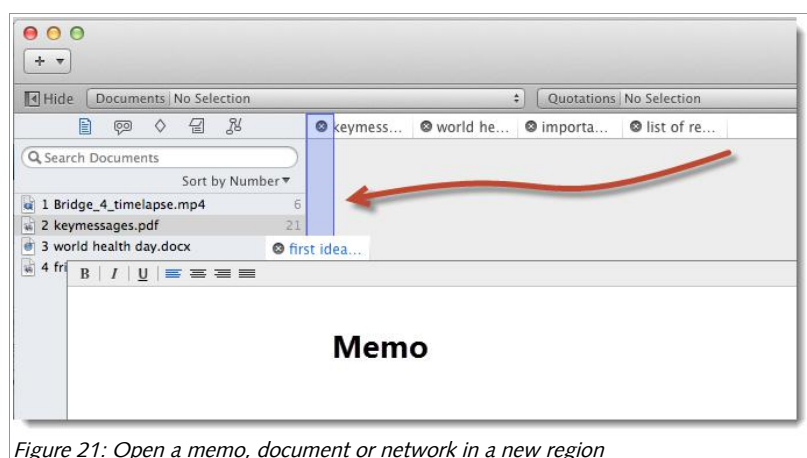 + ▾
Hide Documents No Selection Quotations No Selection
keymess... world he... importa... list of re...
Search Documents
Sort by Number▾
1 Bridge_4_timelapse.mp4 6
2 keymessages.pdf 21
3 world health day.docx first idea...
4 fri
B I U
Memo
Figure 21: Open a memo, document or network in a new region